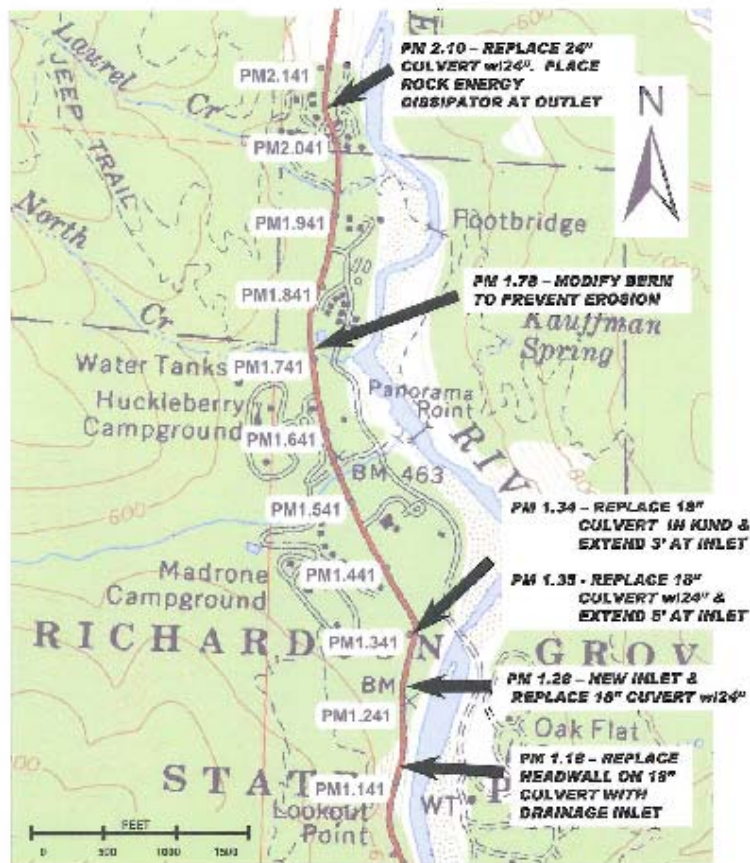 PM 2.10 – REPLACE 24"
CULVERT w/24". PLACE
ROCK ENERGY
DISSIPATOR AT OUTLET
Laurel
Cr
JEEP TRAIL
PM2.141
N
PM2.041
North
PM1.941
Footbridge
PM 1.78 – MODIFY BERM
TO PREVENT EROSION
PM1.841
Cr
Kauffman
Spring
Water Tanks
PM1.741
Huckleberry
Campground
Panorama
Point
PM1.641
RIV
BM 463
600
PM1.541
PM 1.34 – REPLACE 18"
CULVERT IN KIND &
EXTEND 3' AT INLET
Madrone
Campground
PM1.441
PM 1.35 - REPLACE 18"
CULVERT w/24" &
EXTEND 5' AT INLET
RICHARDSON GROV
PM1.341
BM
PM 1.28 – NEW INLET &
REPLACE 18" CUVERT w/24"
PM1.241
Oak Flat
PM 1.18 – REPLACE
HEADWALL ON 18"
CULVERT WITH
DRAINAGE INLET
STAT
PM1.141
WT
P
Lookout
Point
FEET
0 500 1000 1500